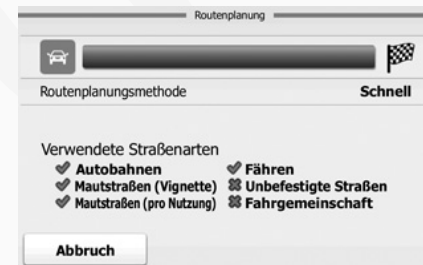 Routenplanung
Routenplanungsmethode Schnell
Verwendete Straßenarten
Autobahnen Fähren
Mautstraßen (Vignette) Unbefestigte Straßen
Mautstraßen (pro Nutzung) Fahrgemeinschaft
Abbruch